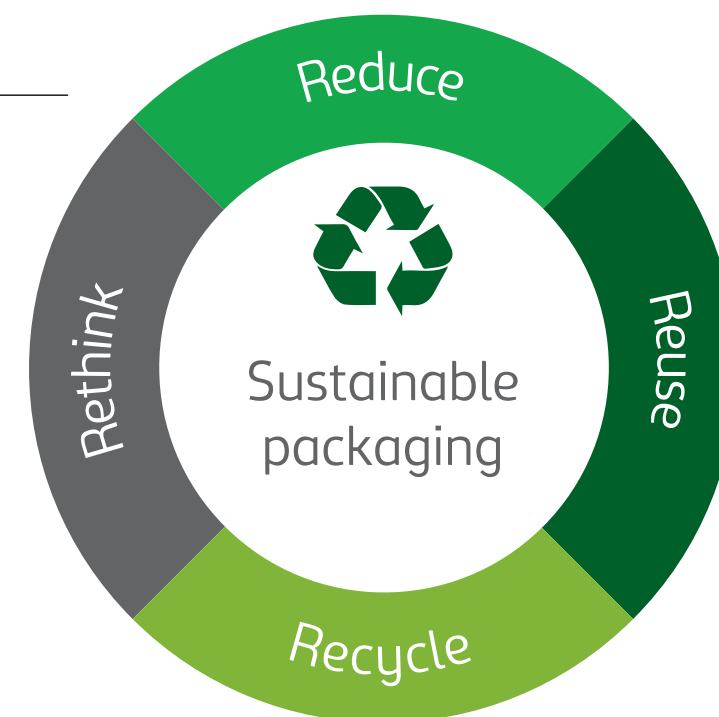 Reduce
Reuse
Recycle
Rethink
Sustainable
packaging